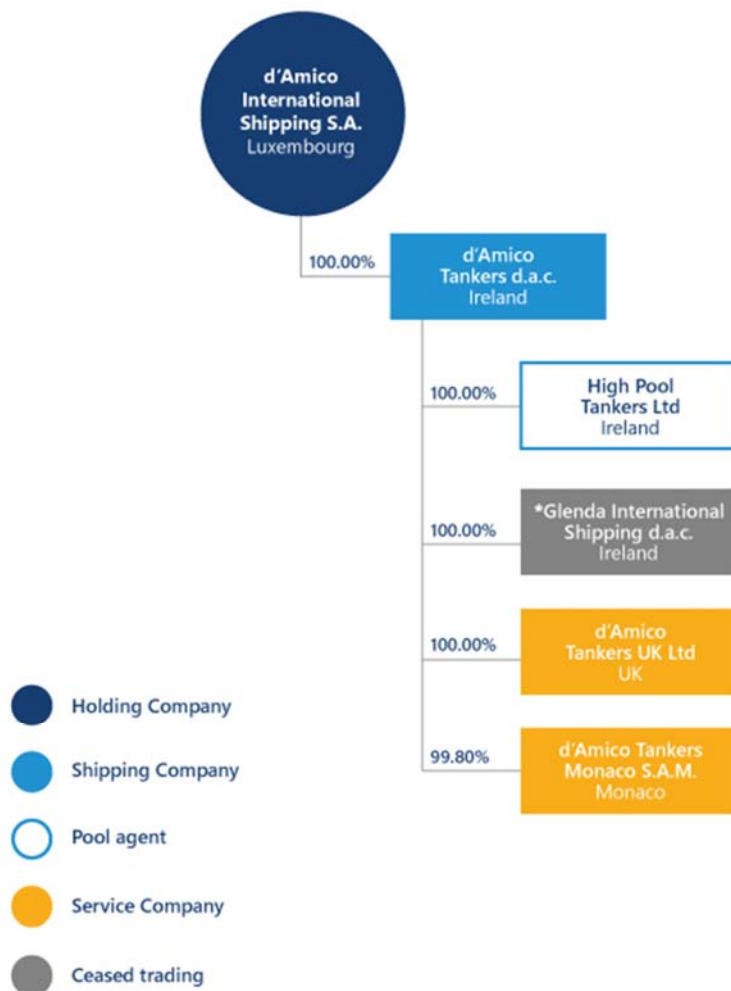 d'Amico
International
Shipping S.A.
Luxembourg
100.00%
d'Amico
Tankers d.a.c.
Ireland
100.00%
High Pool
Tankers Ltd
Ireland
100.00%
*Glenda International
Shipping d.a.c.
Ireland
100.00%
d'Amico
Tankers UK Ltd
UK
99.80%
d'Amico Tankers
Monaco S.A.M.
Monaco
Holding Company
Shipping Company
Pool agent
Service Company
Ceased trading